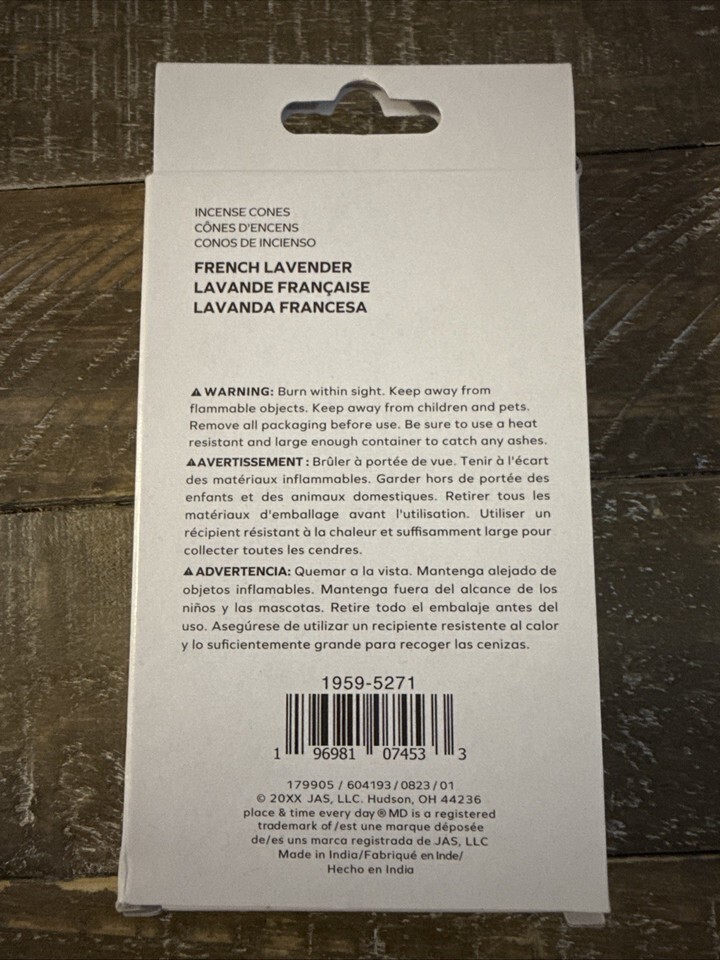 INCENSE CONES
CÔNES D'ENCENS
CONOS DE INCIENSO
FRENCH LAVENDER
LAVANDE FRANÇAISE
LAVANDA FRANCESA
⚠ WARNING: Burn within sight. Keep away from
flammable objects. Keep away from children and pets.
Remove all packaging before use. Be sure to use a heat
resistant and large enough container to catch any ashes.
⚠AVERTISSEMENT : Brûler à portée de vue. Tenir à l'écart
des matériaux inflammables. Garder hors de portée des
enfants et des animaux domestiques. Retirer tous les
matériaux d'emballage avant l'utilisation. Utiliser un
récipient résistant à la chaleur et suffisamment large pour
collecter toutes les cendres.
⚠ ADVERTENCIA: Quemar a la vista. Mantenga alejado de
objetos inflamables. Mantenga fuera del alcance de los
niños y las mascotas. Retire todo el embalaje antes del
uso. Asegúrese de utilizar un recipiente resistente al calor
y lo suficientemente grande para recoger las cenizas.
1959-5271
1 96981 07453 3
179905 / 604193 / 0823 / 01
© 20XX JAS, LLC. Hudson, OH 44236
place & time every day ® MD is a registered
trademark of /est une marque déposée
de/es uns marca registrada de JAS, LLC
Made in India/Fabriqué en Inde/
Hecho en India